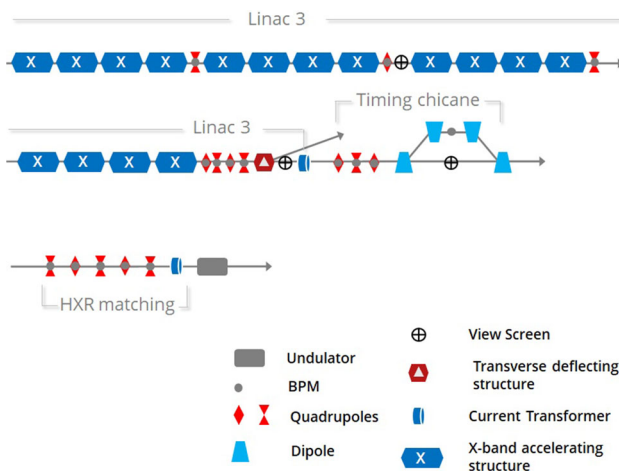 Linac 3
X X X X X X X X X X X X
Timing chicane
Linac 3
X X X X
HXR matching
Undulator
BPM
Quadrupoles
Dipole
View Screen
Transverse deflecting
structure
Current Transformer
X X-band accelerating
structure